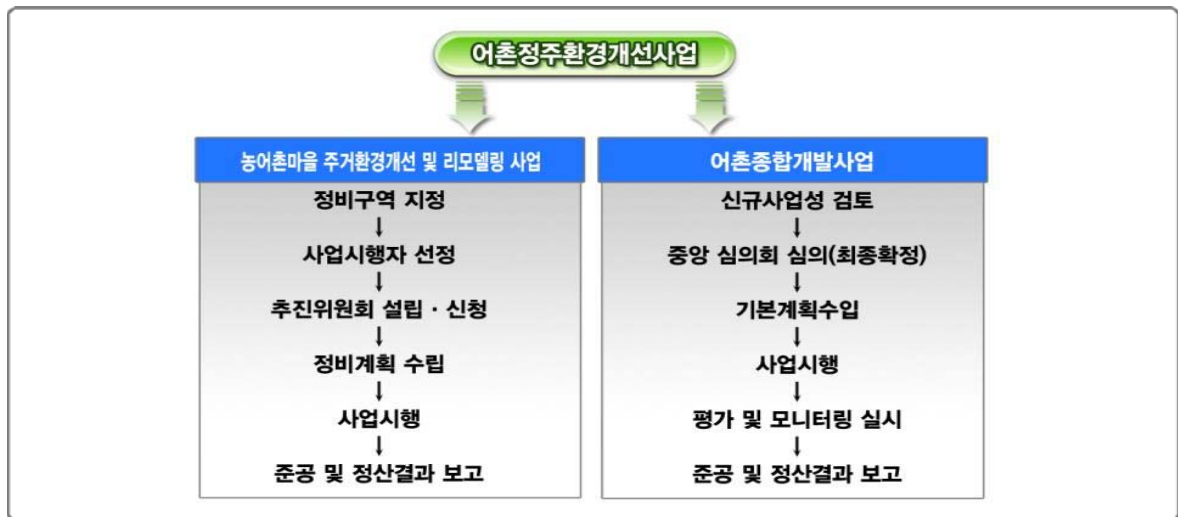 어촌정주환경개선사업
농어촌마을 주거환경개선 및 리모델링 사업
정비구역 지정
↓
사업시행자 선정
↓
추진위원회 설립 · 신청
↓
정비계획 수립
↓
사업시행
↓
준공 및 정산결과 보고
어촌종합개발사업
신규사업성 검토
↓
중앙 심의회 심의(최종확정)
↓
기본계획수입
↓
사업시행
↓
평가 및 모니터링 실시
↓
준공 및 정산결과 보고